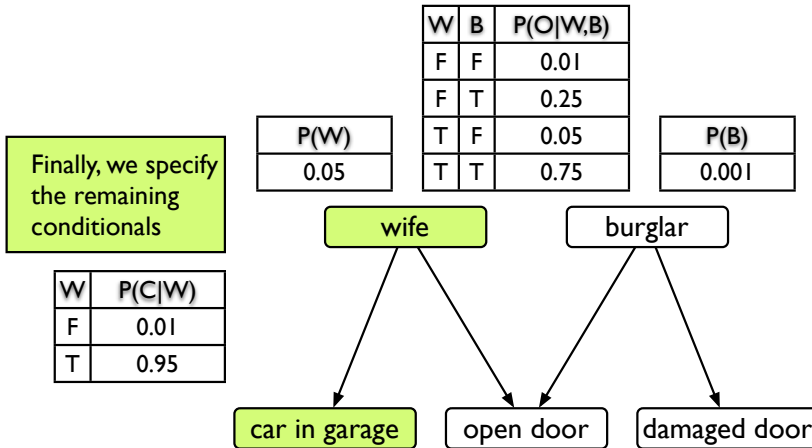 W B P(O|W,B)
F F 0.01
F T 0.25
T F 0.05
T T 0.75
P(W)
0.05
P(B)
0.001
Finally, we specify
the remaining
conditionals
wife
burglar
W P(C|W)
F 0.01
T 0.95
car in garage
open door
damaged door